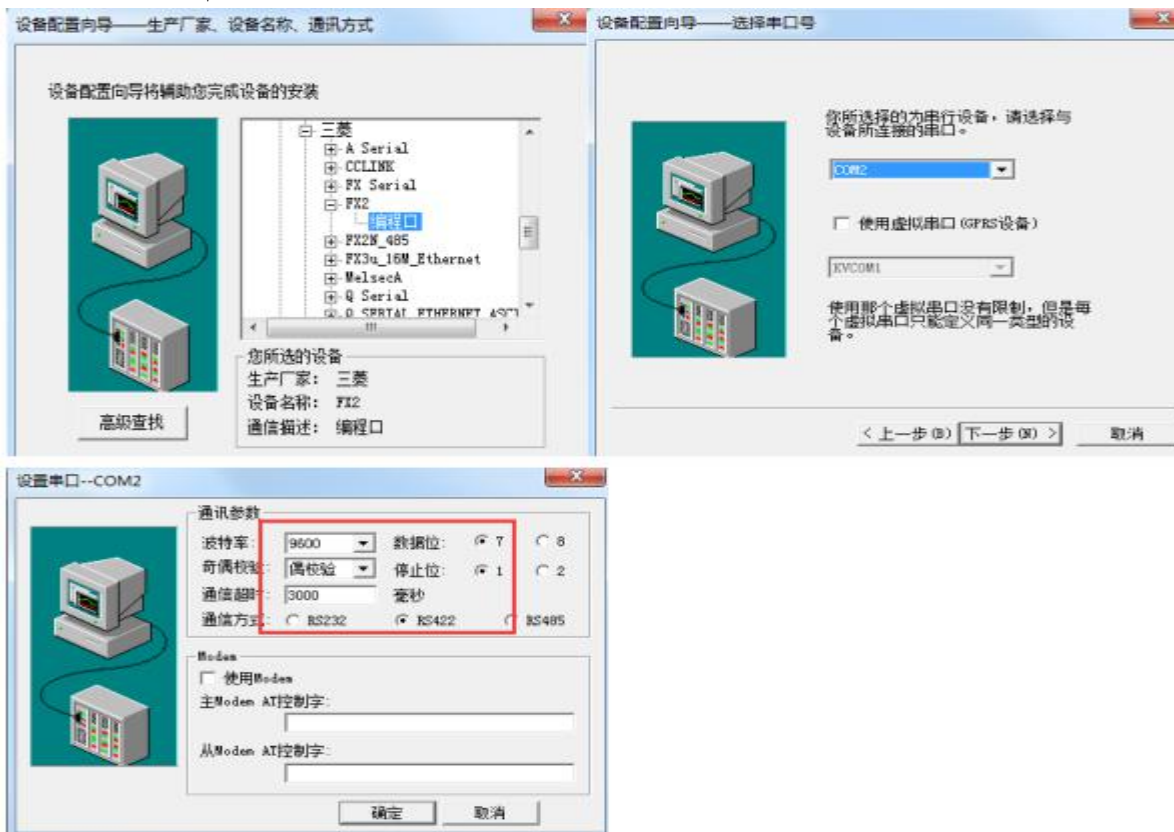 设备配置向导——生产厂家、设备名称、通讯方式
设备配置向导将辅助您完成设备的安装
三菱
A Serial
CCLINK
FX Serial
FX2
编程口
FX2N_485
FX3u_16M_Ethernet
MelsecA
Q Serial
Q SERIAL ETHERNET ASCI
您所选的设备
生产厂家： 三菱
设备名称： FX2
通信描述： 编程口
高级查找
设备配置向导——选择串口号
你所选择的为串行设备，请选择与
设备所连接的串口。
COM2
使用虚拟串口(GPRS设备)
KVCOM1
使用那个虚拟串口没有限制，但是每
个虚拟串口只能定义同一类型的设
备。
< 上一步(B) 下一步(N) > 取消
设置串口--COM2
通讯参数
波特率: 9600 数据位: 7 8
奇偶校验: 偶校验 停止位: 1 2
通信超时: 3000 毫秒
通信方式: RS232 RS422 RS485
Modem
使用Modem
主Modem AT控制字:
从Modem AT控制字:
确定 取消